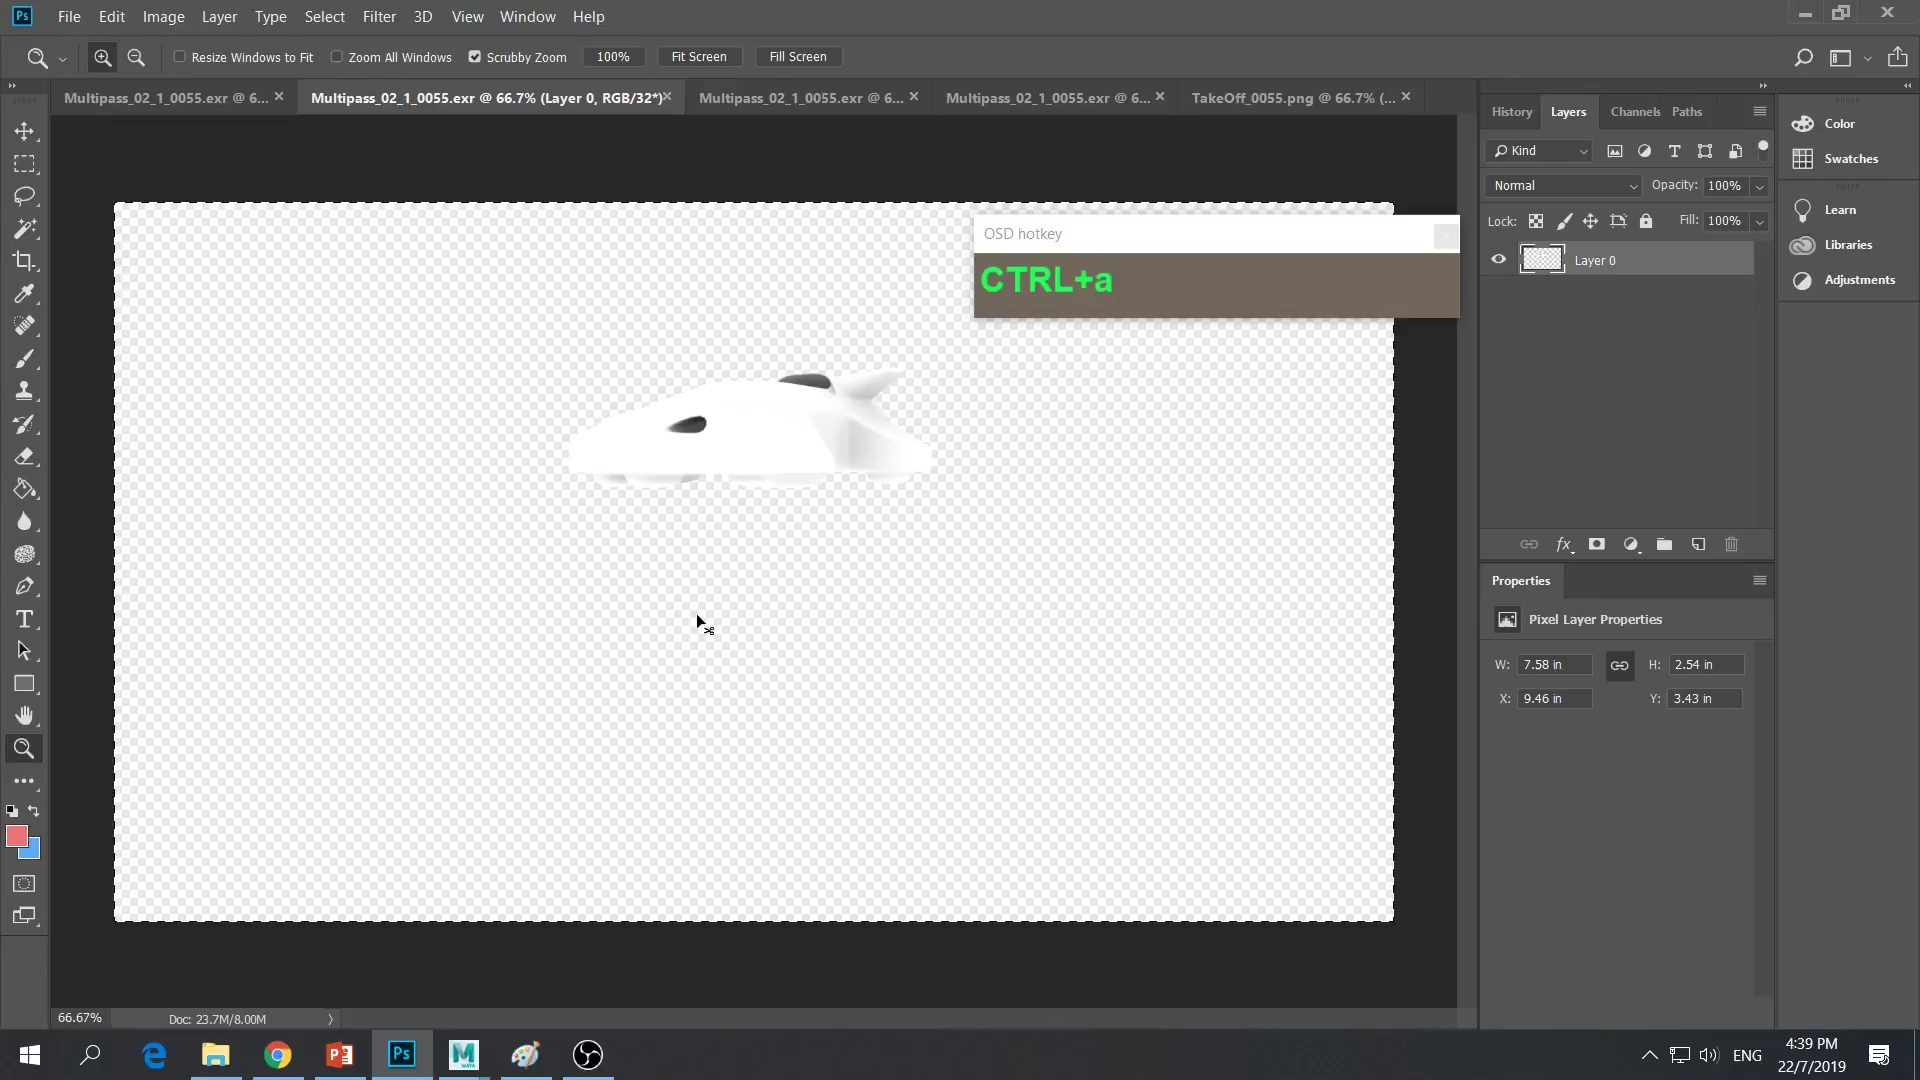 Ps File Edit Image Layer Type Select Filter 3D View Window Help
Resize Windows to Fit Zoom All Windows Scrubby Zoom 100% Fit Screen Fill Screen
Multipass_02_1_0055.exr @ 6... Multipass_02_1_0055.exr @ 66.7% (Layer 0, RGB/32*) Multipass_02_1_0055.exr @ 6... Multipass_02_1_0055.exr @ 6... TakeOff_0055.png @ 66.7% (...
History Layers Channels Paths
Color
Kind
Swatches
Normal Opacity: 100%
Learn
Lock: Fill: 100%
OSD hotkey
Libraries
Layer 0
CTRL+a
Adjustments
fx
Properties
Pixel Layer Properties
W: 7.58 in H: 2.54 in
X: 9.46 in Y: 3.43 in
66.67% Doc: 23.7M/8.00M
Ps
ENG
4:39 PM
22/7/2019